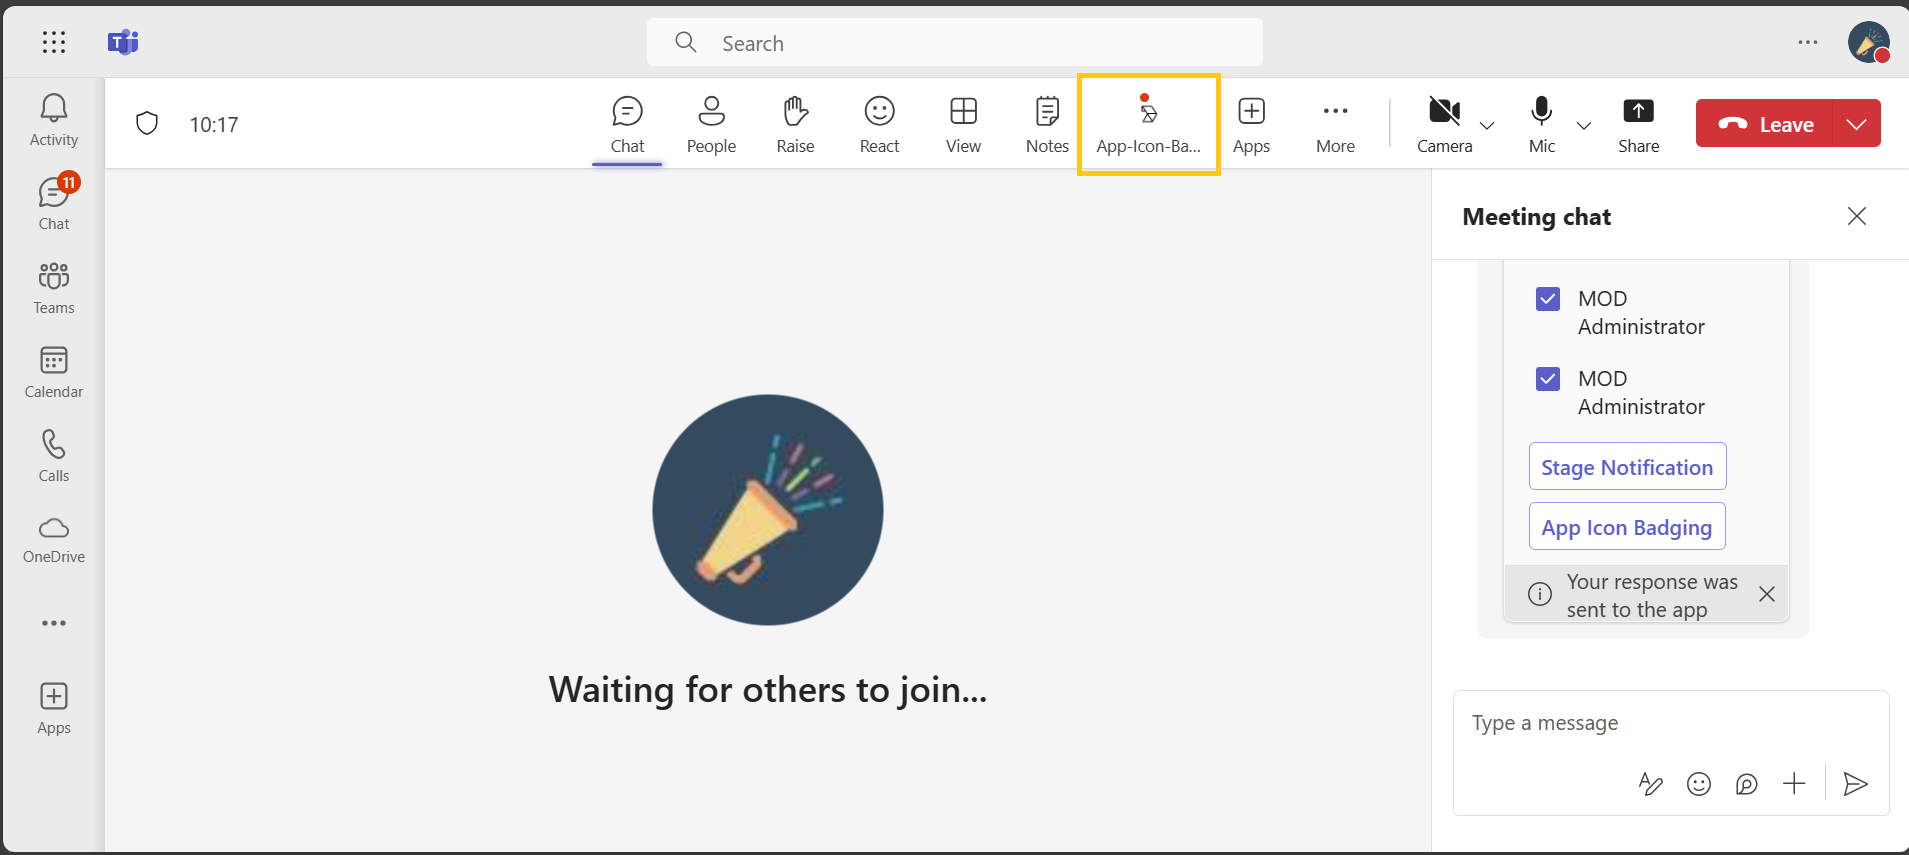 Search
Activity
11
Chat
Teams
Calendar
Calls
OneDrive
Apps
10:17
Chat
People
Raise
React
View
Notes
App-Icon-Ba...
Apps
More
Camera
Mic
Share
Leave
Waiting for others to join...
Meeting chat
MOD
Administrator
MOD
Administrator
Stage Notification
App Icon Badging
Your response was
sent to the app
Type a message